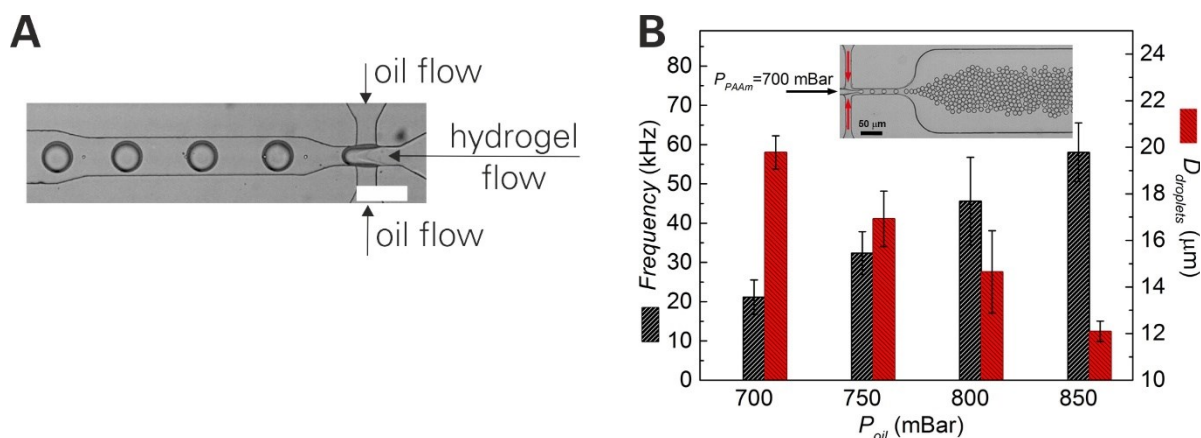 A
oil flow
hydrogel
flow
oil flow
B
Frequency (kHz)
80
70
60
50
40
30
20
10
0
P_PAAm=700 mBar
50 μm
24
22
20
18
16
14
12
10
D_droplets (μm)
700 750 800 850
P_oil (mBar)